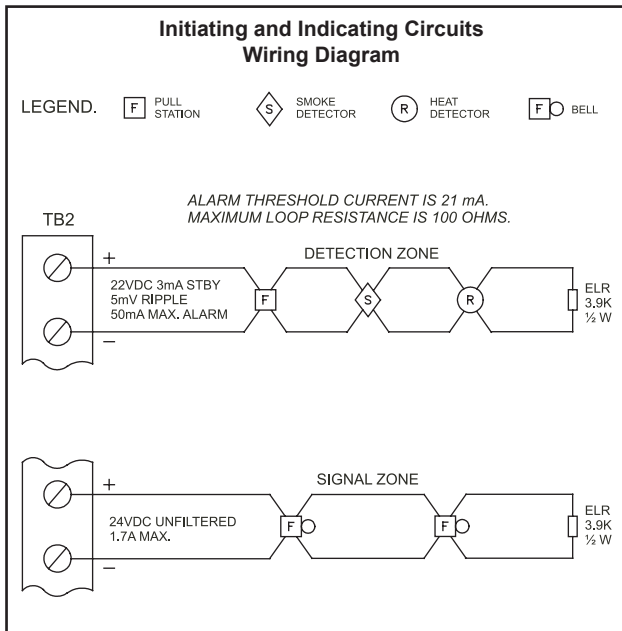 Initiating and Indicating Circuits
Wiring Diagram
LEGEND.
F
PULL
STATION
S
SMOKE
DETECTOR
R
HEAT
DETECTOR
F
BELL
ALARM THRESHOLD CURRENT IS 21 mA.
MAXIMUM LOOP RESISTANCE IS 100 OHMS.
TB2
DETECTION ZONE
+
22VDC 3mA STBY
5mV RIPPLE
50mA MAX. ALARM
–
F
S
R
ELR
3.9K
½ W
SIGNAL ZONE
+
24VDC UNFILTERED
1.7A MAX.
–
F
F
ELR
3.9K
½ W